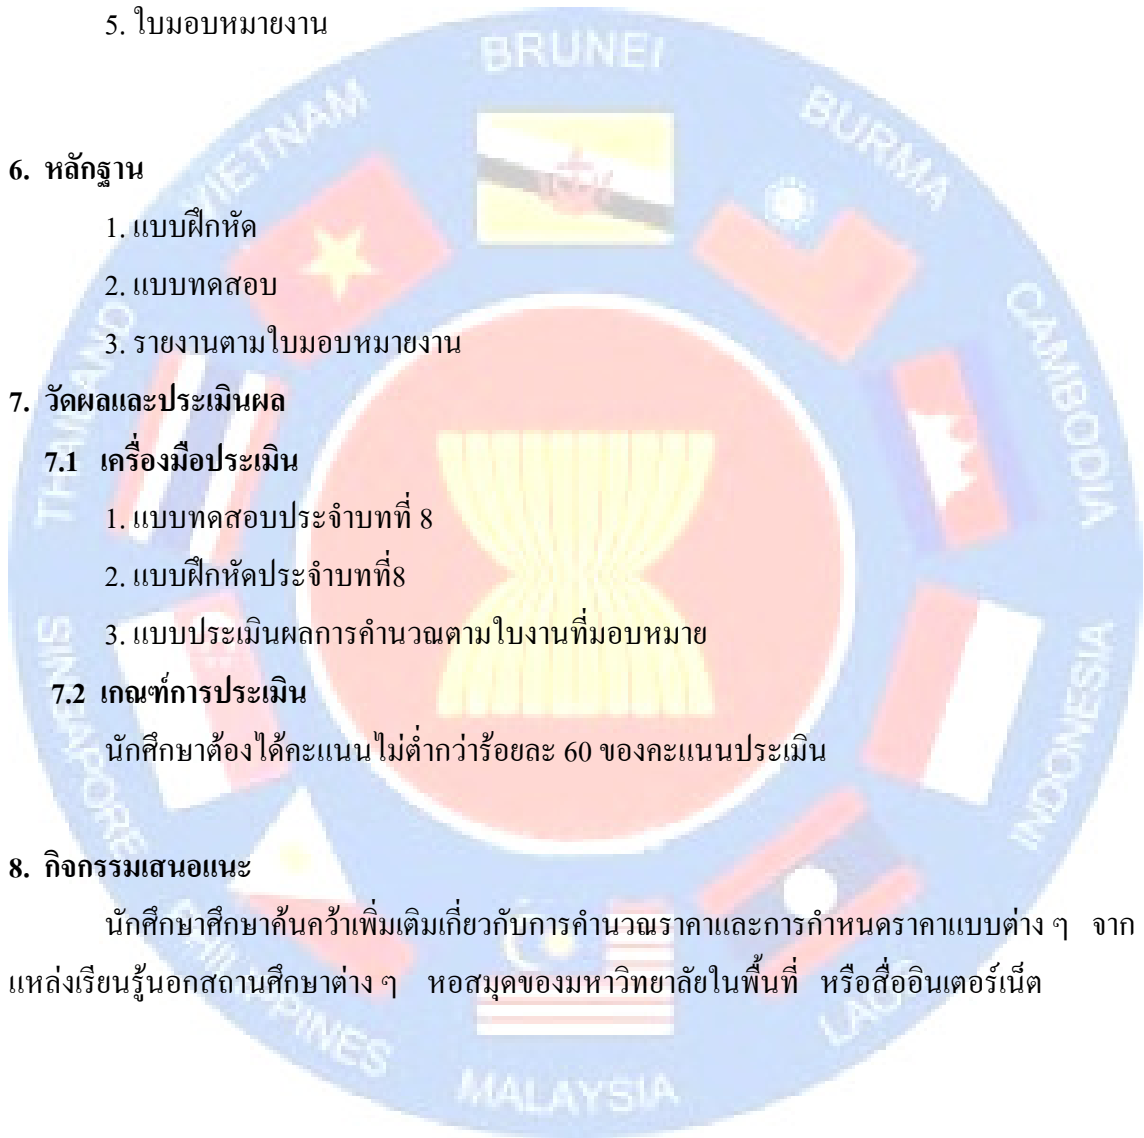 5. ใบมอบหมายงาน
BRUNEI
BURMA
VIETNAM
6. หลักฐาน
1. แบบฝึกหัด
2. แบบทดสอบ
3. รายงานตามใบมอบหมายงาน
CAMBODIA
THAILAND
7. วัดผลและประเมินผล
7.1 เครื่องมือประเมิน
1. แบบทดสอบประจำบทที่ 8
2. แบบฝึกหัดประจำบทที่8
3. แบบประเมินผลการคำนวณตามใบงานที่มอบหมาย
7.2 เกณฑ์การประเมิน
นักศึกษาต้องได้คะแนนไม่ต่ำกว่าร้อยละ 60 ของคะแนนประเมิน
SINGAPORE
INDONESIA
8. กิจกรรมเสนอแนะ
นักศึกษาศึกษาค้นคว้าเพิ่มเติมเกี่ยวกับการคำนวณราคาและการกำหนดราคาแบบต่าง ๆ จาก
แหล่งเรียนรู้นอกสถานศึกษาต่าง ๆ หอสมุดของมหาวิทยาลัยในพื้นที่ หรือสื่ออินเตอร์เน็ต
PHILIPPINES
LAOS
MALAYSIA